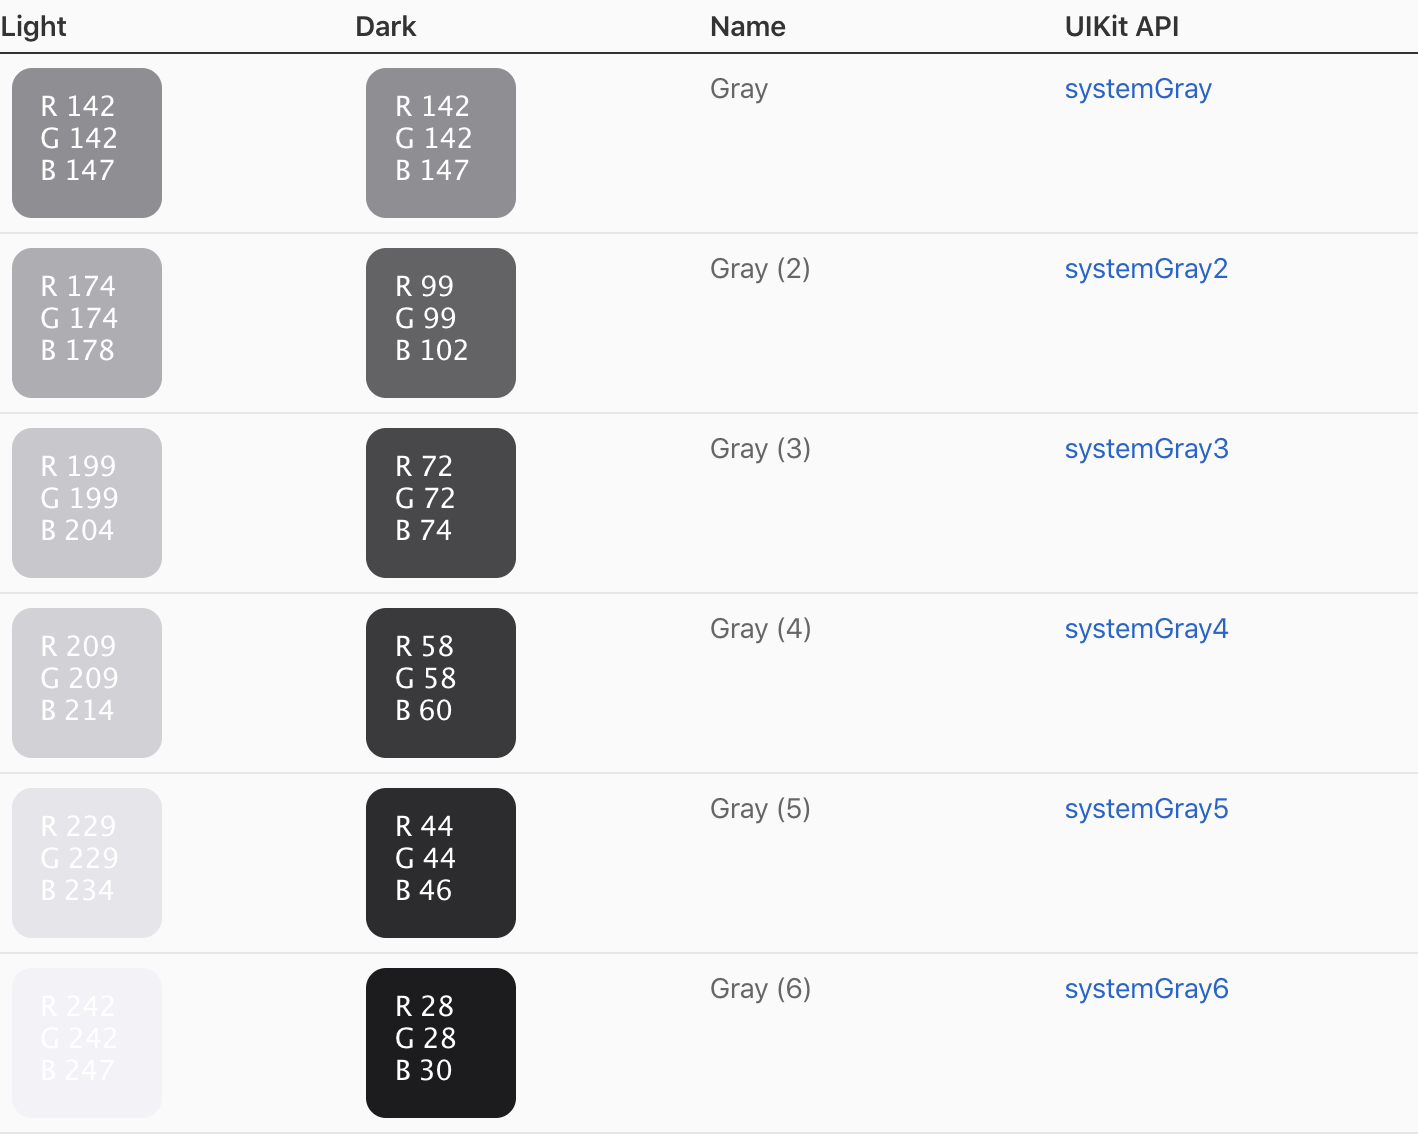 Light Dark Name UIKit API
R 142 R 142 Gray systemGray
G 142 G 142
B 147 B 147
R 174 R 99 Gray (2) systemGray2
G 174 G 99
B 178 B 102
R 199 R 72 Gray (3) systemGray3
G 199 G 72
B 204 B 74
R 209 R 58 Gray (4) systemGray4
G 209 G 58
B 214 B 60
R 229 R 44 Gray (5) systemGray5
G 229 G 44
B 234 B 46
R 242 R 28 Gray (6) systemGray6
G 242 G 28
B 247 B 30